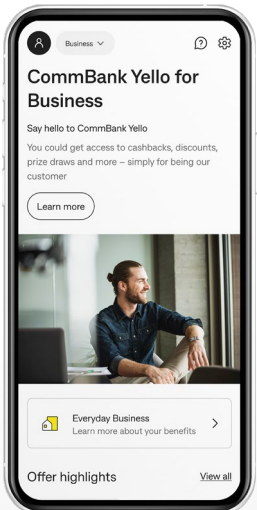 Business
CommBank Yello for
Business
Say hello to CommBank Yello
You could get access to cashbacks, discounts,
prize draws and more – simply for being our
customer
Learn more
Everyday Business
Learn more about your benefits
Offer highlights
View all